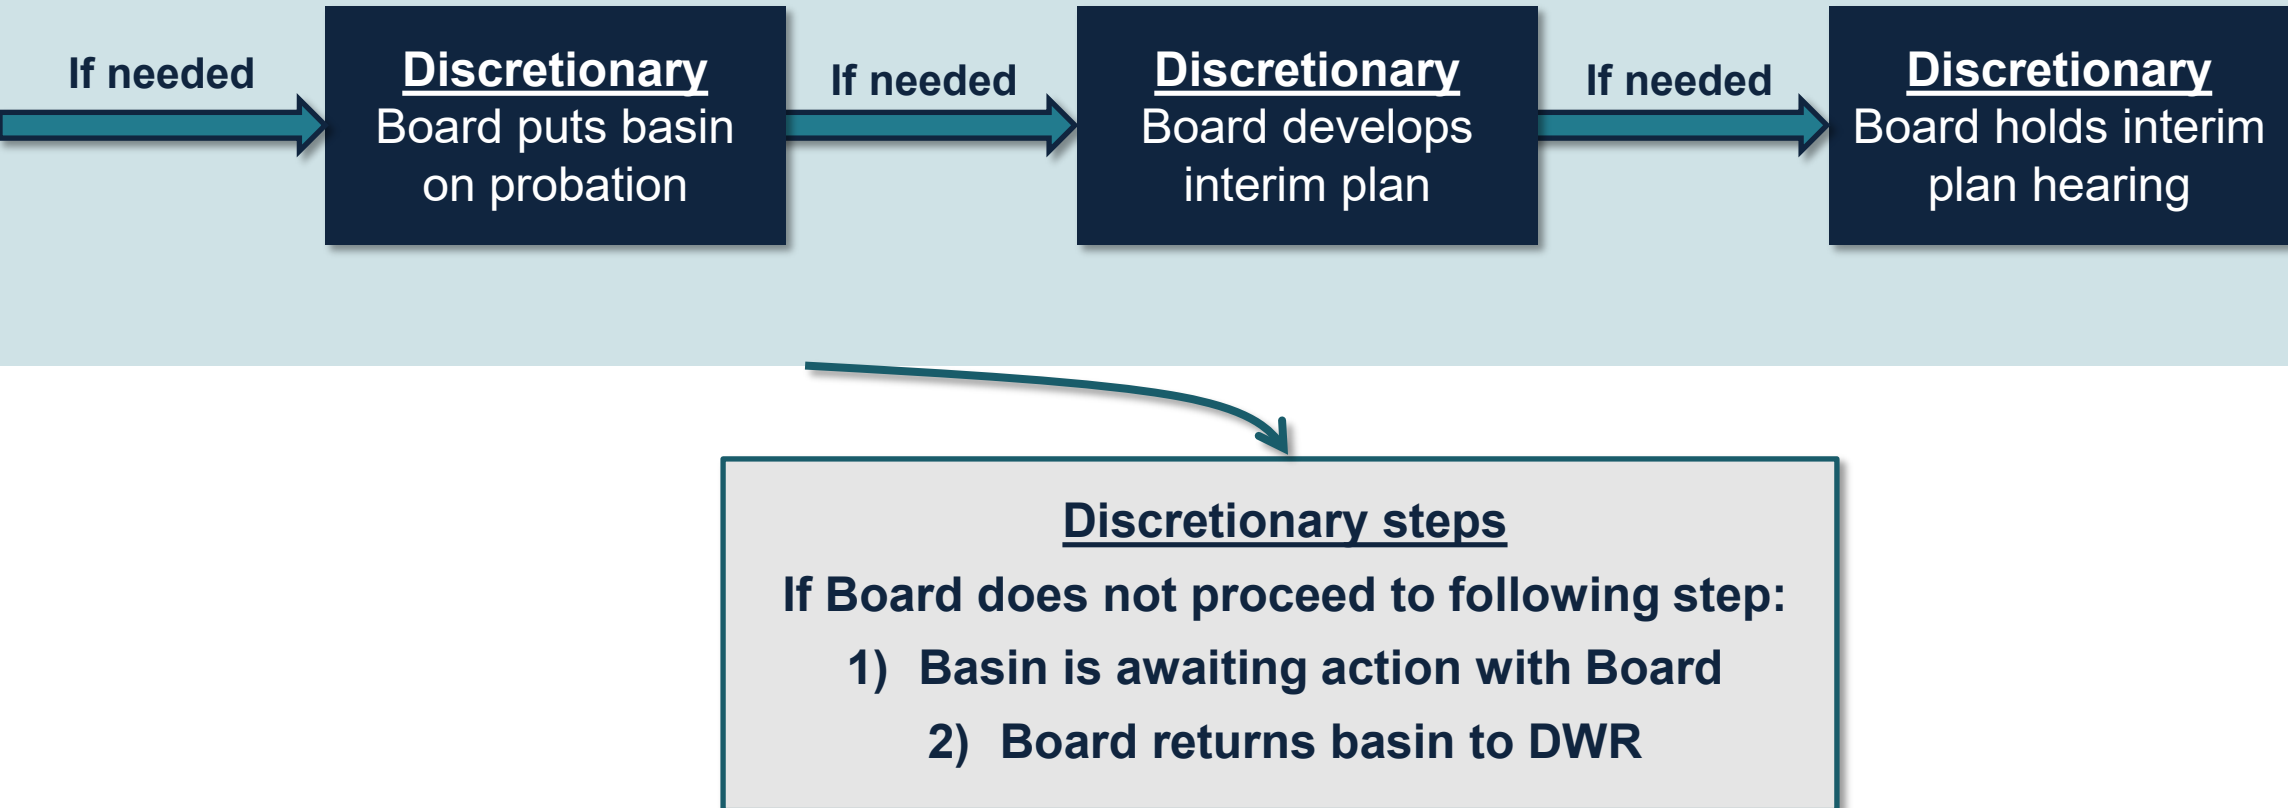 If needed
Discretionary
Board puts basin
on probation
If needed
Discretionary
Board develops
interim plan
If needed
Discretionary
Board holds interim
plan hearing
Discretionary steps
If Board does not proceed to following step:
1) Basin is awaiting action with Board
2) Board returns basin to DWR